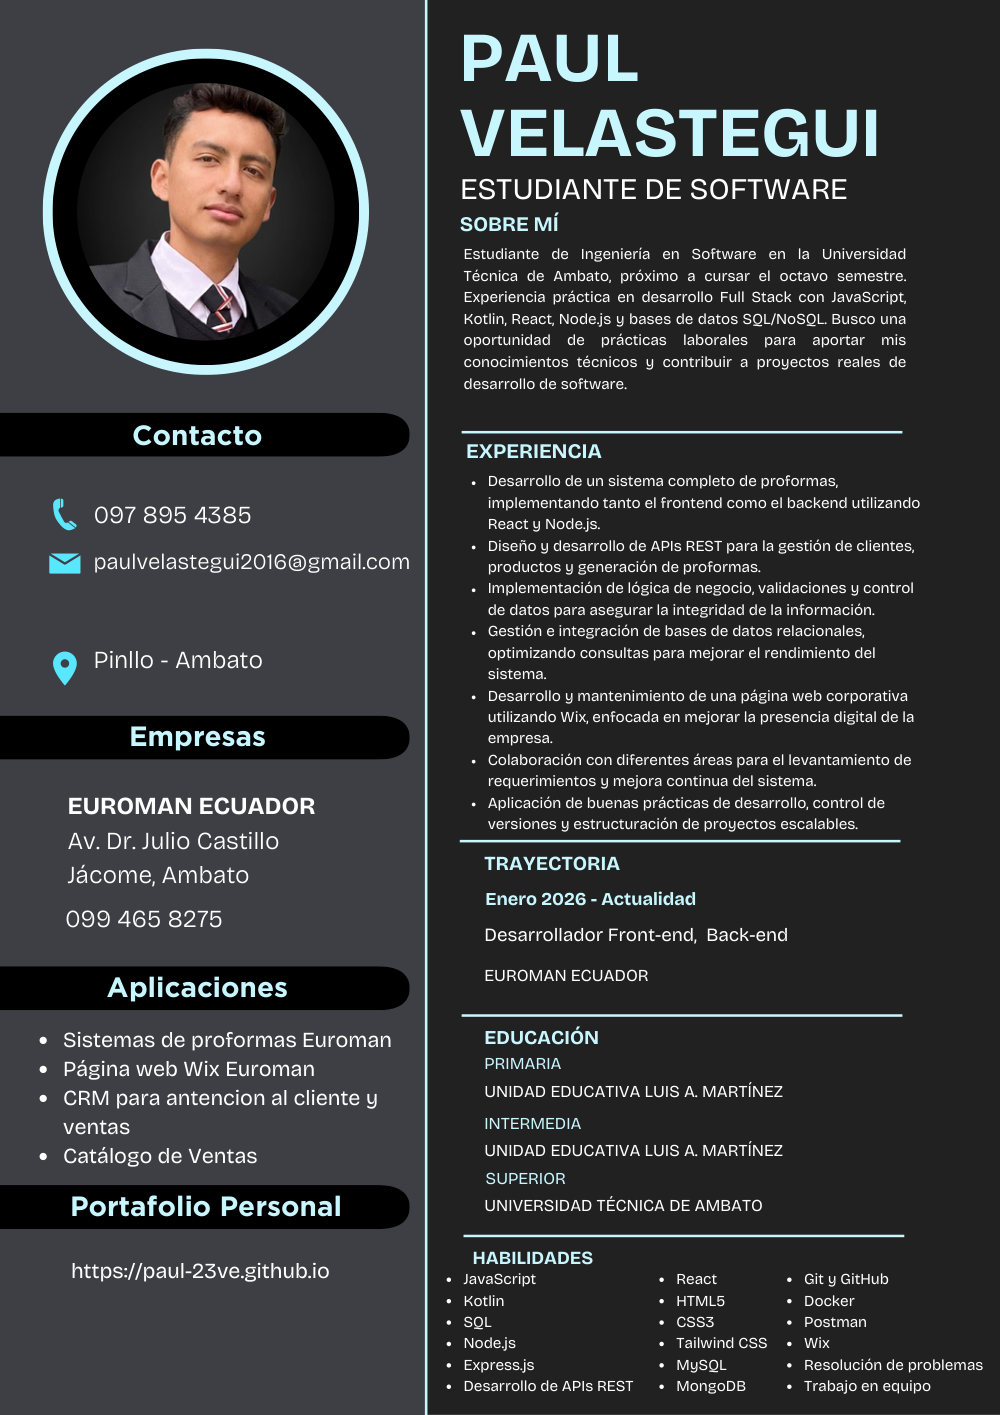 PAUL
VELASTEGUI
ESTUDIANTE DE SOFTWARE
SOBRE MÍ
Estudiante de Ingeniería en Software en la Universidad
Técnica de Ambato, próximo a cursar el octavo semestre.
Experiencia práctica en desarrollo Full Stack con JavaScript,
Kotlin, React, Node.js y bases de datos SQL/NoSQL. Busco una
oportunidad de prácticas laborales para aportar mis
conocimientos técnicos y contribuir a proyectos reales de
desarrollo de software.
Contacto
097 895 4385
paulvelastegui2016@gmail.com
Pinllo - Ambato
Empresas
EUROMAN ECUADOR
Av. Dr. Julio Castillo
Jácome, Ambato
099 465 8275
Aplicaciones
• Sistemas de proformas Euroman
• Página web Wix Euroman
• CRM para antencion al cliente y
ventas
• Catálogo de Ventas
Portafolio Personal
https://paul-23ve.github.io
EXPERIENCIA
• Desarrollo de un sistema completo de proformas,
implementando tanto el frontend como el backend utilizando
React y Node.js.
• Diseño y desarrollo de APIs REST para la gestión de clientes,
productos y generación de proformas.
• Implementación de lógica de negocio, validaciones y control
de datos para asegurar la integridad de la información.
• Gestión e integración de bases de datos relacionales,
optimizando consultas para mejorar el rendimiento del
sistema.
• Desarrollo y mantenimiento de una página web corporativa
utilizando Wix, enfocada en mejorar la presencia digital de la
empresa.
• Colaboración con diferentes áreas para el levantamiento de
requerimientos y mejora continua del sistema.
• Aplicación de buenas prácticas de desarrollo, control de
versiones y estructuración de proyectos escalables.
TRAYECTORIA
Enero 2026 - Actualidad
Desarrollador Front-end, Back-end
EUROMAN ECUADOR
EDUCACIÓN
PRIMARIA
UNIDAD EDUCATIVA LUIS A. MARTÍNEZ
INTERMEDIA
UNIDAD EDUCATIVA LUIS A. MARTÍNEZ
SUPERIOR
UNIVERSIDAD TÉCNICA DE AMBATO
HABILIDADES
• JavaScript
• Kotlin
• SQL
• Node.js
• Express.js
• Desarrollo de APIs REST
• React
• HTML5
• CSS3
• Tailwind CSS
• MySQL
• MongoDB
• Git y GitHub
• Docker
• Postman
• Wix
• Resolución de problemas
• Trabajo en equipo